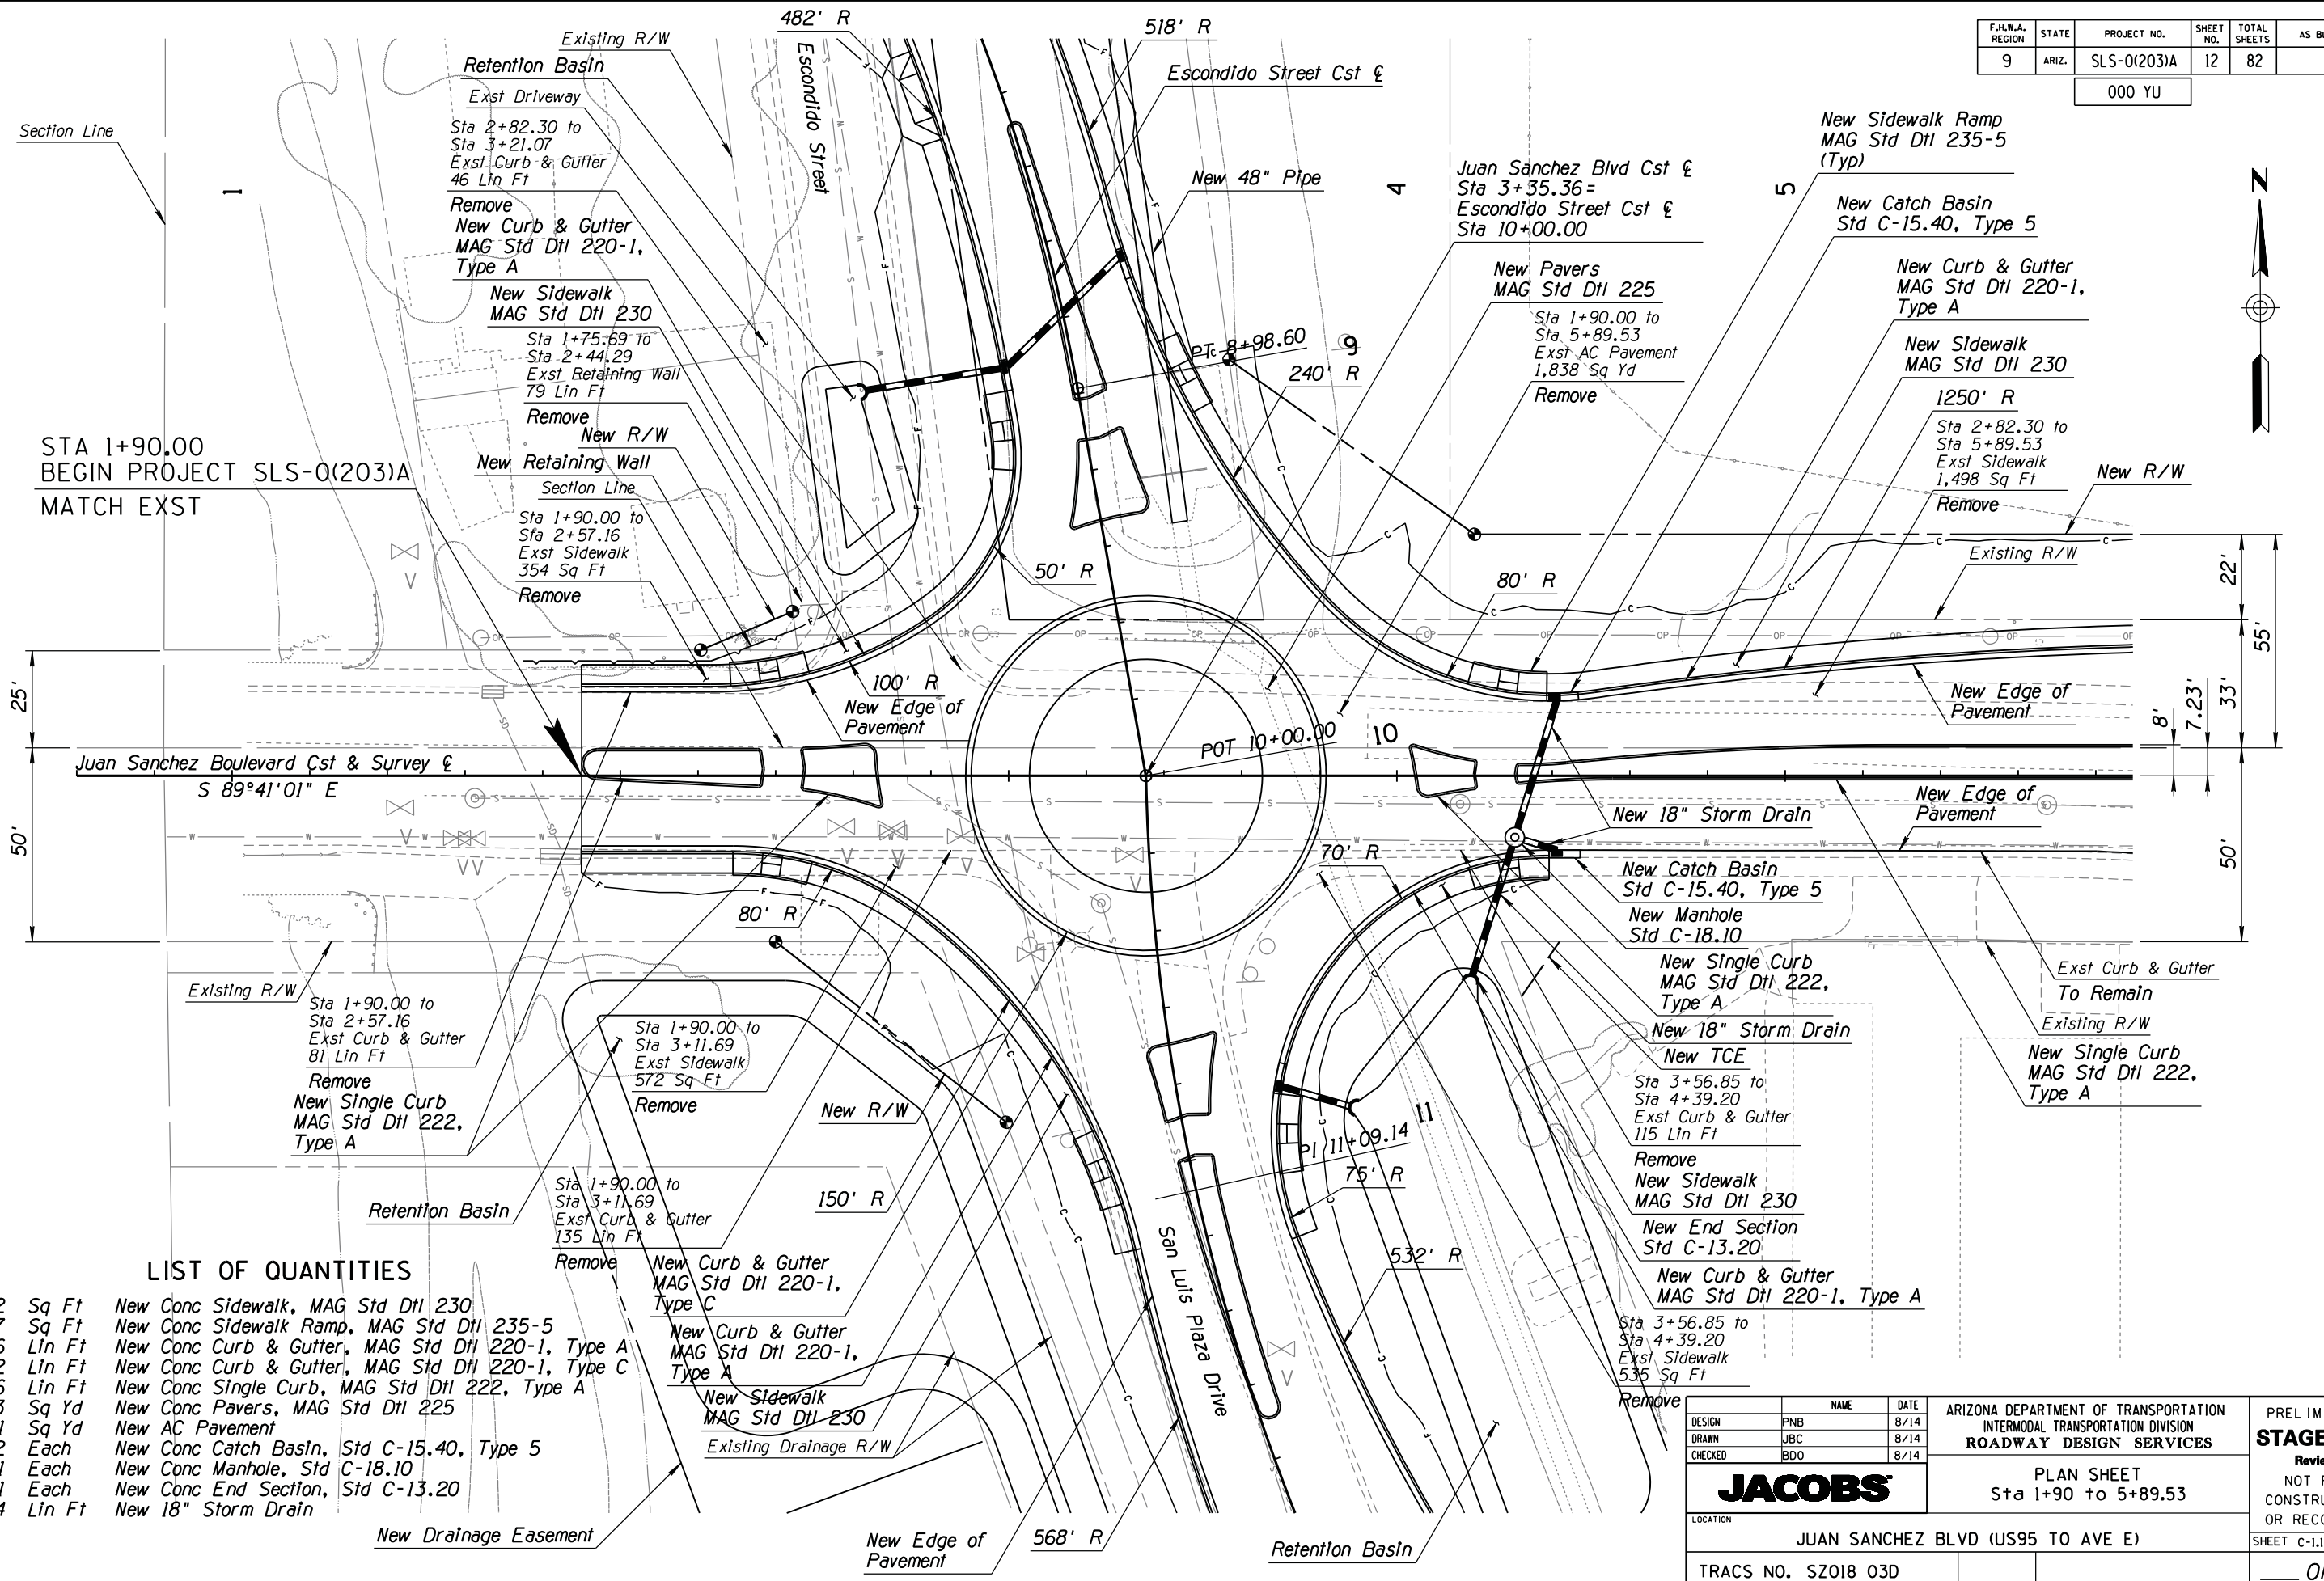 F.H.W.A. REGION
STATE
PROJECT NO.
SHEET NO.
TOTAL SHEETS
9
ARIZ.
SLS-0(203)A
12
82
000 YU
482' R
518' R
Existing R/W
Retention Basin
Exst Driveway
Escondido Street
Escondido Street Cst ℄
New 48" Pipe
Section Line
Sta 2+82.30 to
Sta 3+21.07
Exst Curb & Gutter
46 Lin Ft
Remove
New Curb & Gutter
MAG Std Dtl 220-1,
Type A
New Sidewalk
MAG Std Dtl 230
Sta 1+75.69 to
Sta 2+44.29
Exst Retaining Wall
79 Lin Ft
Remove
New R/W
New Retaining Wall
Section Line
Sta 1+90.00 to
Sta 2+57.16
Exst Sidewalk
354 Sq Ft
Remove
STA 1+90.00
BEGIN PROJECT SLS-0(203)A
MATCH EXST
1
4
5
9
10
11
N
Juan Sanchez Blvd Cst ℄
Sta 3+35.36=
Escondido Street Cst ℄
Sta 10+00.00
New Pavers
MAG Std Dtl 225
Sta 1+90.00 to
Sta 5+89.53
Exst AC Pavement
1,838 Sq Yd
Remove
New Sidewalk Ramp
MAG Std Dtl 235-5
(Typ)
New Catch Basin
Std C-15.40, Type 5
New Curb & Gutter
MAG Std Dtl 220-1,
Type A
New Sidewalk
MAG Std Dtl 230
1250' R
Sta 2+82.30 to
Sta 5+89.53
Exst Sidewalk
1,498 Sq Ft
Remove
New R/W
Existing R/W
PT 8+98.60
240' R
50' R
80' R
100' R
New Edge of
Pavement
New Edge of
Pavement
22'
55'
33'
7.23'
8'
50'
25'
50'
Juan Sanchez Boulevard Cst & Survey ℄
S 89°41'01" E
POT 10+00.00
New 18" Storm Drain
New Edge of
Pavement
70' R
80' R
New Catch Basin
Std C-15.40, Type 5
New Manhole
Std C-18.10
New Single Curb
MAG Std Dtl 222,
Type A
New 18" Storm Drain
New TCE
Sta 3+56.85 to
Sta 4+39.20
Exst Curb & Gutter
115 Lin Ft
Remove
New Sidewalk
MAG Std Dtl 230
New End Section
Std C-13.20
New Curb & Gutter
MAG Std Dtl 220-1, Type A
Sta 3+56.85 to
Sta 4+39.20
Exst Sidewalk
535 Sq Ft
Remove
Exst Curb & Gutter
To Remain
Existing R/W
New Single Curb
MAG Std Dtl 222,
Type A
Existing R/W
Sta 1+90.00 to
Sta 2+57.16
Exst Curb & Gutter
81 Lin Ft
Remove
New Single Curb
MAG Std Dtl 222,
Type A
Sta 1+90.00 to
Sta 3+11.69
Exst Sidewalk
572 Sq Ft
Remove
New R/W
Retention Basin
Sta 1+90.00 to
Sta 3+11.69
Exst Curb & Gutter
135 Lin Ft
Remove
150' R
PI 11+09.14
75' R
532' R
San Luis Plaza Drive
New Curb & Gutter
MAG Std Dtl 220-1,
Type C
New Curb & Gutter
MAG Std Dtl 220-1,
Type A
New Sidewalk
MAG Std Dtl 230
Existing Drainage R/W
New Drainage Easement
New Edge of
Pavement
568' R
Retention Basin
LIST OF QUANTITIES
Sq Ft New Conc Sidewalk, MAG Std Dtl 230
Sq Ft New Conc Sidewalk Ramp, MAG Std Dtl 235-5
Lin Ft New Conc Curb & Gutter, MAG Std Dtl 220-1, Type A
Lin Ft New Conc Curb & Gutter, MAG Std Dtl 220-1, Type C
Lin Ft New Conc Single Curb, MAG Std Dtl 222, Type A
Sq Yd New Conc Pavers, MAG Std Dtl 225
Sq Yd New AC Pavement
Each New Conc Catch Basin, Std C-15.40, Type 5
Each New Conc Manhole, Std C-18.10
Each New Conc End Section, Std C-13.20
Lin Ft New 18" Storm Drain
NAME DATE
DESIGN PNB 8/14
DRAWN JBC 8/14
CHECKED BDO 8/14
JACOBS
ARIZONA DEPARTMENT OF TRANSPORTATION
INTERMODAL TRANSPORTATION DIVISION
ROADWAY DESIGN SERVICES
PLAN SHEET
Sta 1+90 to 5+89.53
LOCATION
JUAN SANCHEZ BLVD (US95 TO AVE E)
TRACS NO. SZ018 03D
STAGE
NOT
SHEET C-1.1